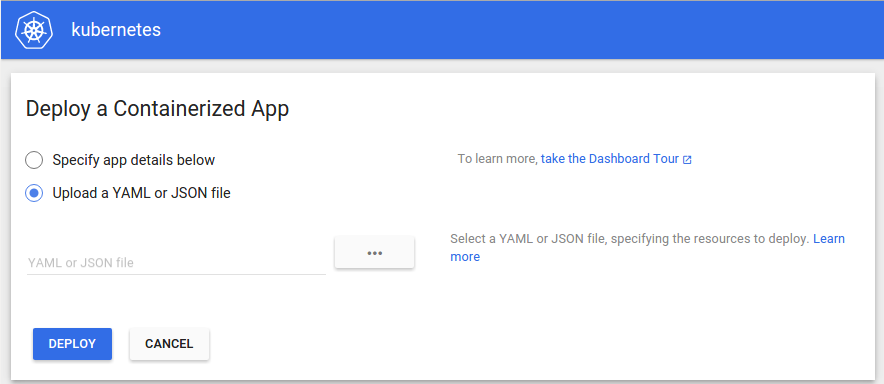 kubernetes
Deploy a Containerized App
Specify app details below
To learn more, take the Dashboard Tour
Upload a YAML or JSON file
YAML or JSON file
...
Select a YAML or JSON file, specifying the resources to deploy. Learn
more
DEPLOY CANCEL